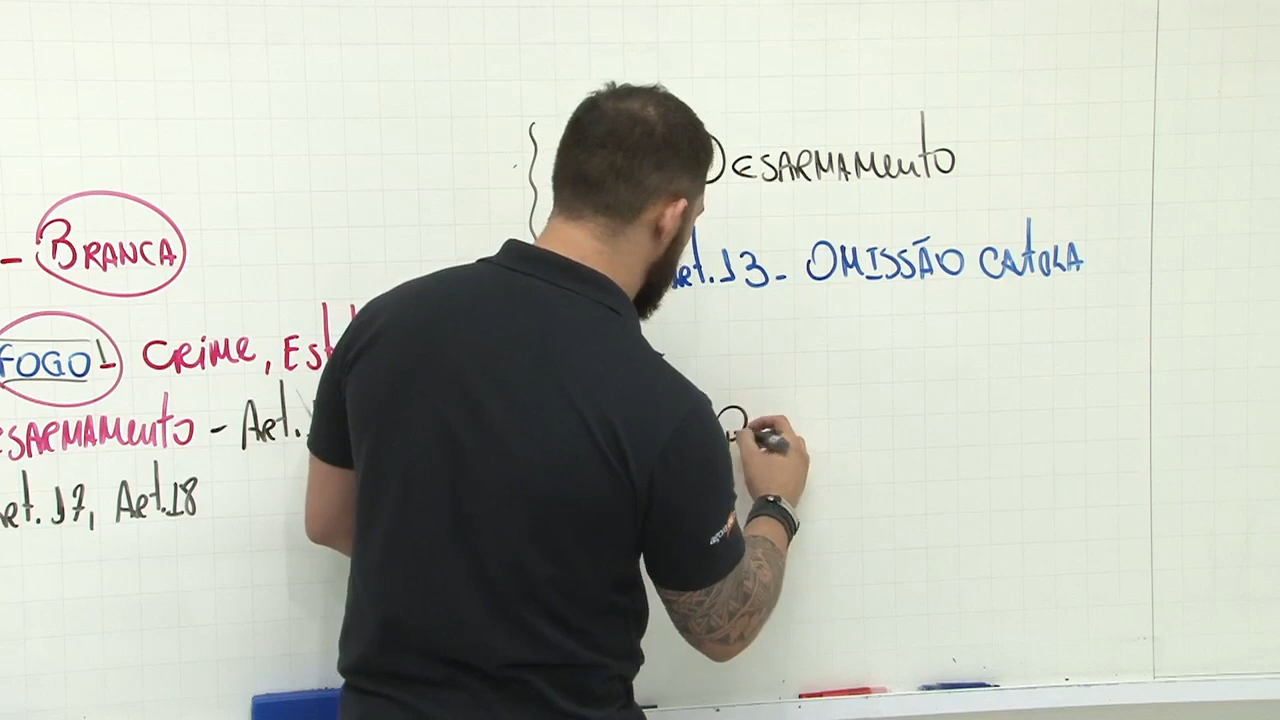 - BRANCA
FOGO - CRIME, Est
ESARMAMENTO - Art.
Art. 17, Art.18
DESARMAMENTO
Art.13 - OMISSÃO CAUTELA